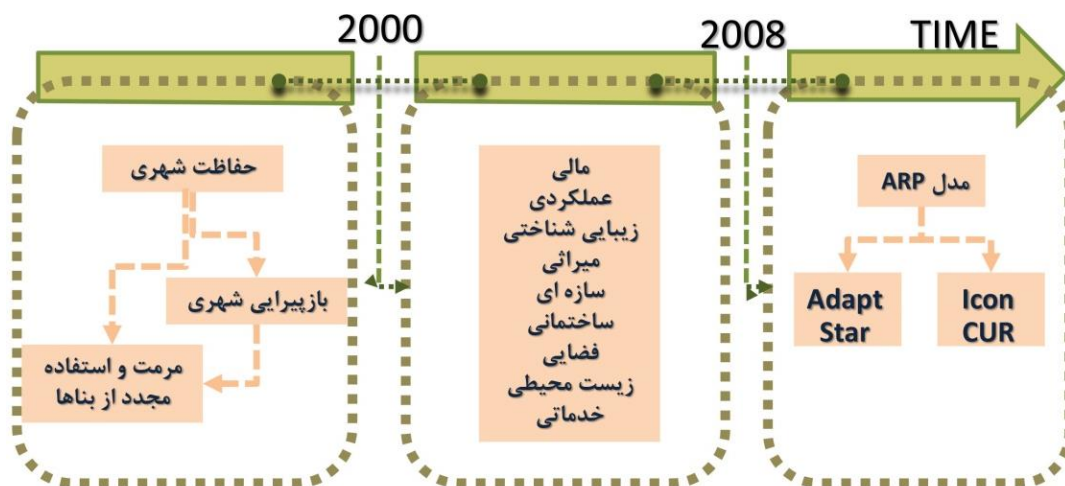 2000
2008
TIME
حفاظت شهری
بازپیرایی شهری
مرمت و استفاده
مجدد از بناها
مالی
عملکردی
زیبایی شناختی
میراثی
سازه ای
ساختمانی
فضایی
زیست محیطی
خدماتی
مدل ARP
Adapt
Star
Icon
CUR